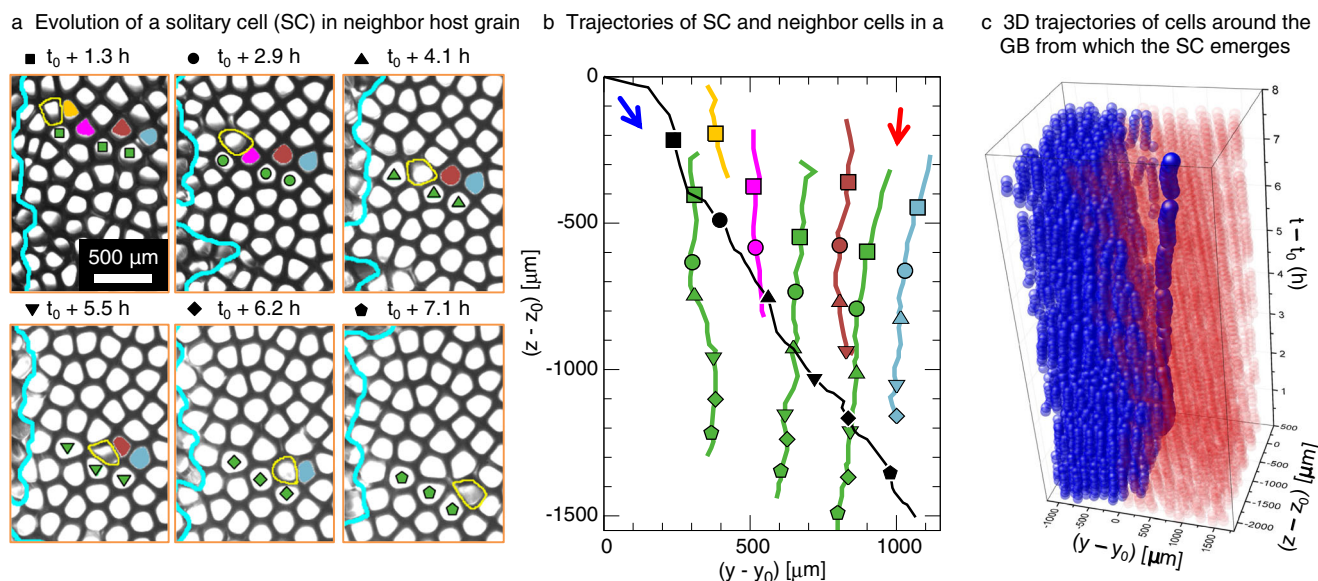 a Evolution of a solitary cell (SC) in neighbor host grain
t0 + 1.3 h
t0 + 2.9 h
t0 + 4.1 h
500 μm
t0 + 5.5 h
t0 + 6.2 h
t0 + 7.1 h
b Trajectories of SC and neighbor cells in a
0
-500
-1000
-1500
(z - z0) [μm]
0
500
1000
(y - y0) [μm]
c 3D trajectories of cells around the
GB from which the SC emerges
8
7
6
5
4
3
2
1
0
t – t0 (h)
500
0
-500
-1000
-1500
-2000
(z – z0) [μm]
-1000
-500
0
500
1000
1500
(y – y0) [μm]